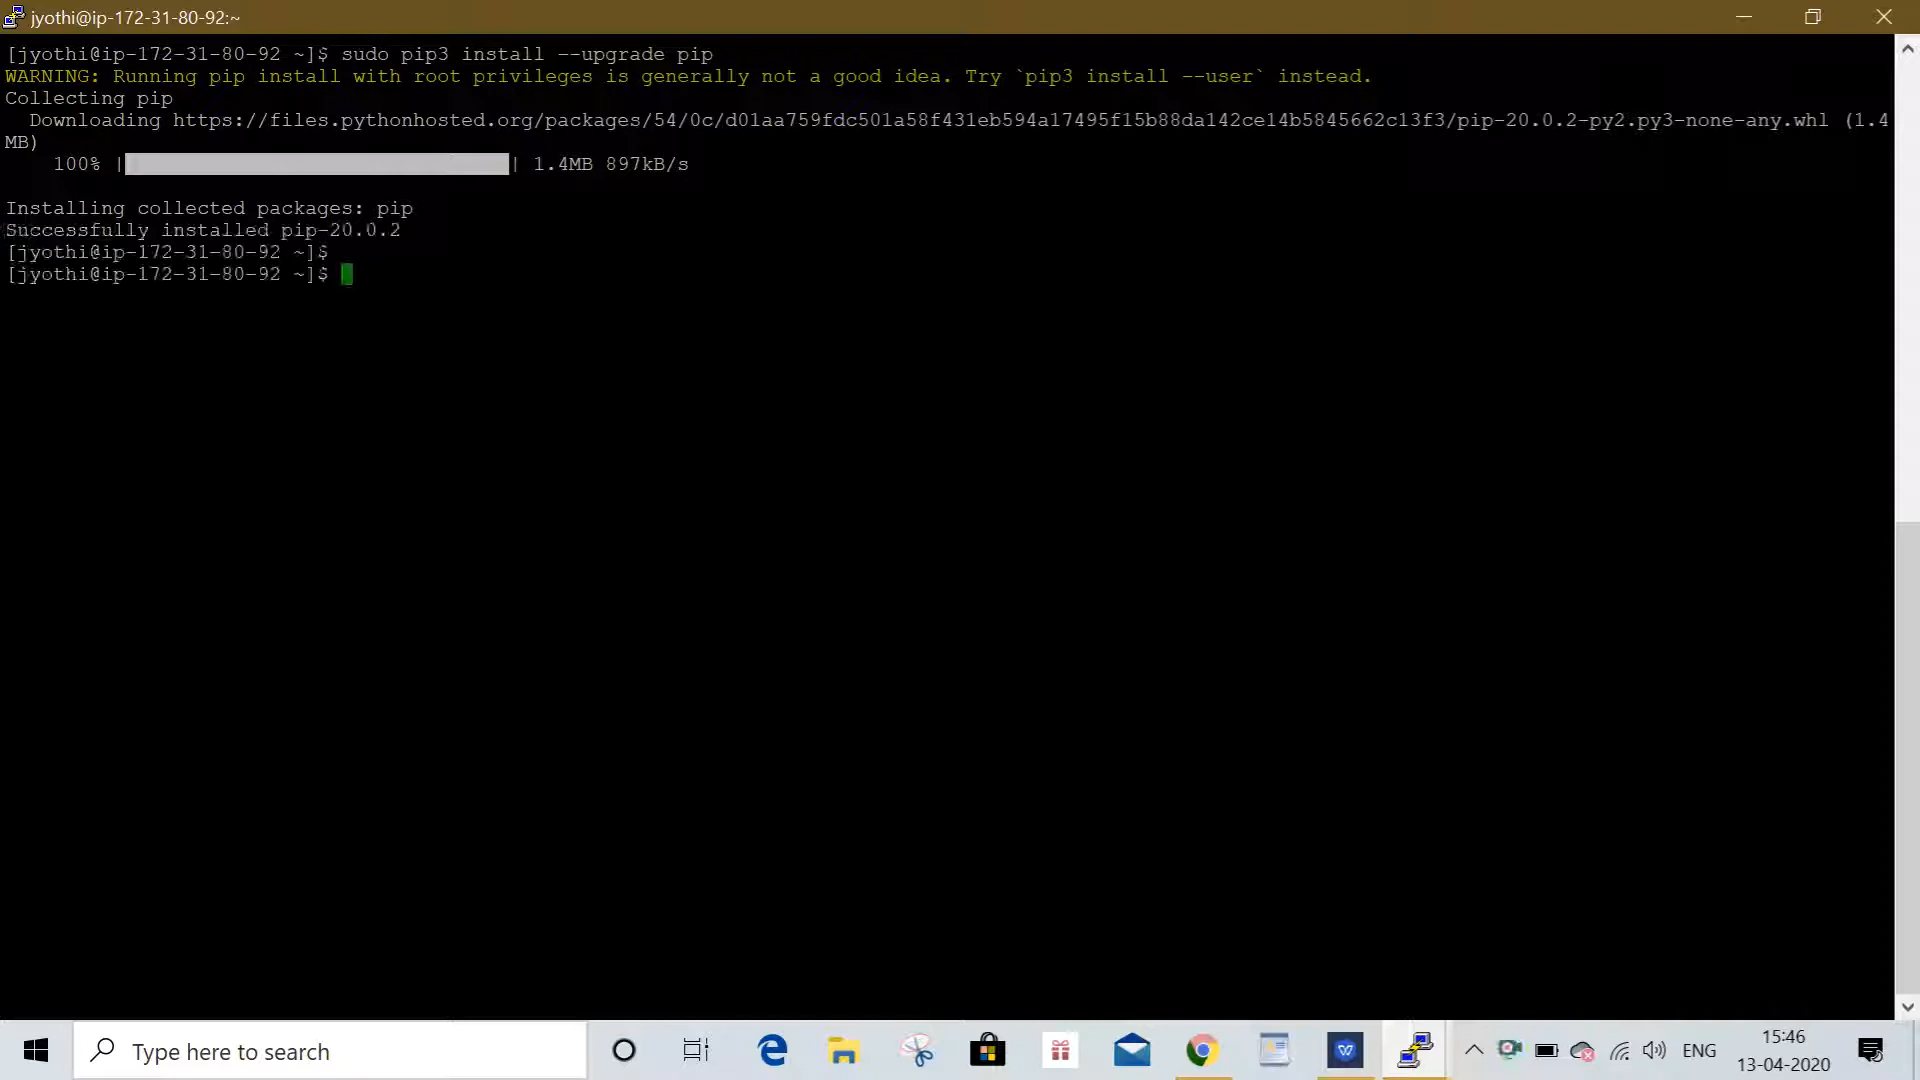 jyothi@ip-172-31-80-92:~
[jyothi@ip-172-31-80-92 ~]$ sudo pip3 install --upgrade pip
WARNING: Running pip install with root privileges is generally not a good idea. Try `pip3 install --user` instead.
Collecting pip
Downloading https://files.pythonhosted.org/packages/54/0c/d01aa759fdc501a58f431eb594a17495f15b88da142ce14b5845662c13f3/pip-20.0.2-py2.py3-none-any.whl (1.4
MB)
100% | | 1.4MB 897kB/s
Installing collected packages: pip
Successfully installed pip-20.0.2
[jyothi@ip-172-31-80-92 ~]$
[jyothi@ip-172-31-80-92 ~]$
Type here to search
ENG
15:46
13-04-2020